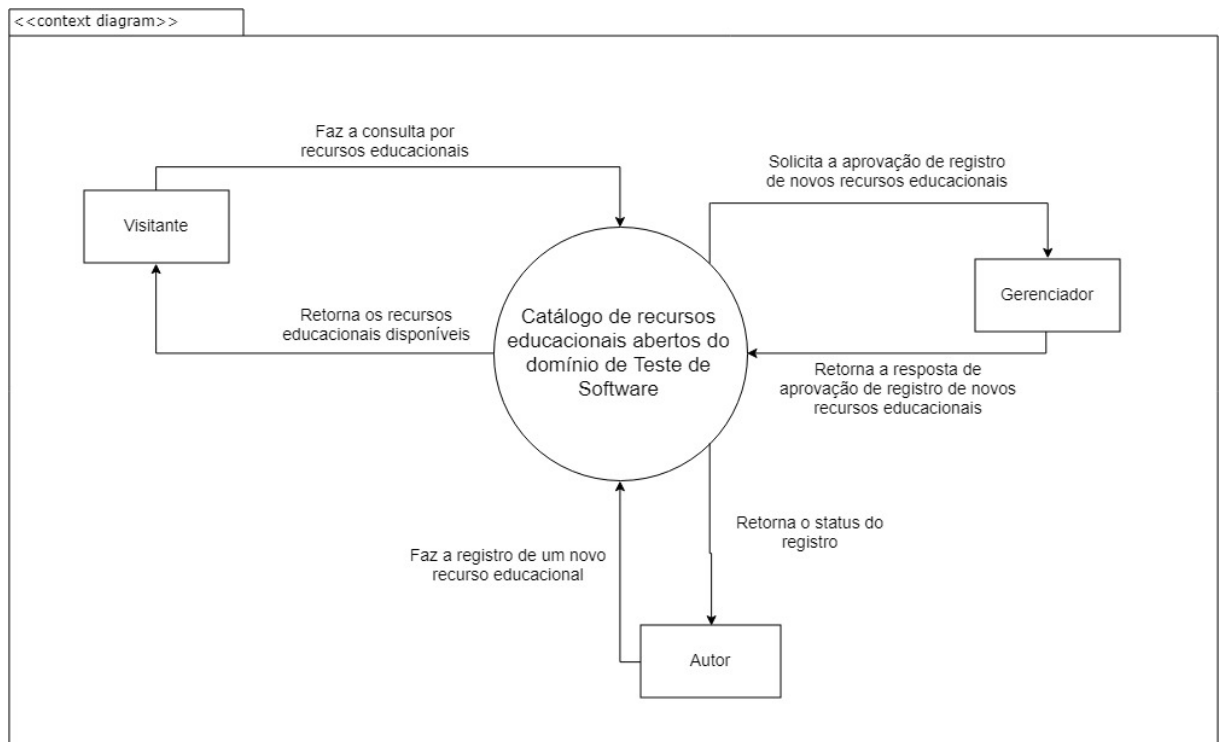 <<context diagram>>
Faz a consulta por
recursos educacionais
Solicita a aprovação de registro
de novos recursos educacionais
Visitante
Gerenciador
Retorna os recursos
educacionais disponíveis
Catálogo de recursos
educacionais abertos do
domínio de Teste de
Software
Retorna a resposta de
aprovação de registro de novos
recursos educacionais
Retorna o status do
registro
Faz a registro de um novo
recurso educacional
Autor